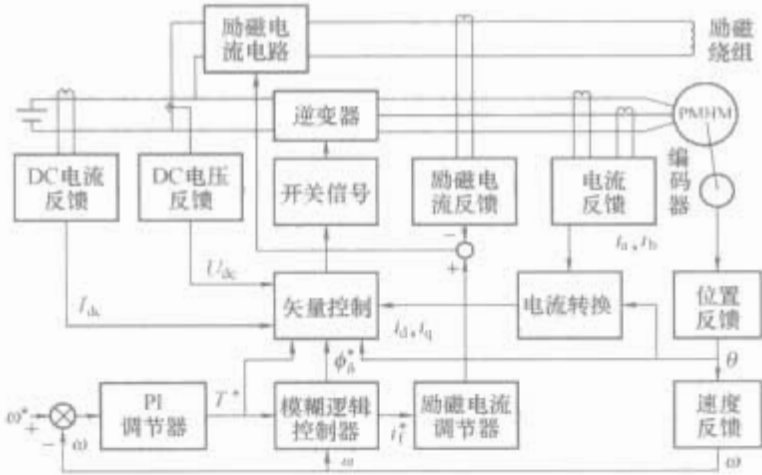 励磁电
流电路
励磁
绕组
逆变器
PMHM
编
码
器
DC电流
反馈
DC电压
反馈
开关信号
励磁电
流反馈
电流
反馈
−
+
i_a,i_b
U_dc
I_dc
矢量控制
i_d,i_q
电流转换
位置
反馈
θ
ω*
+
−
ω
PI
调节器
T*
模糊逻辑
控制器
i_f*
励磁电流
调节器
速度
反馈
ω
ω